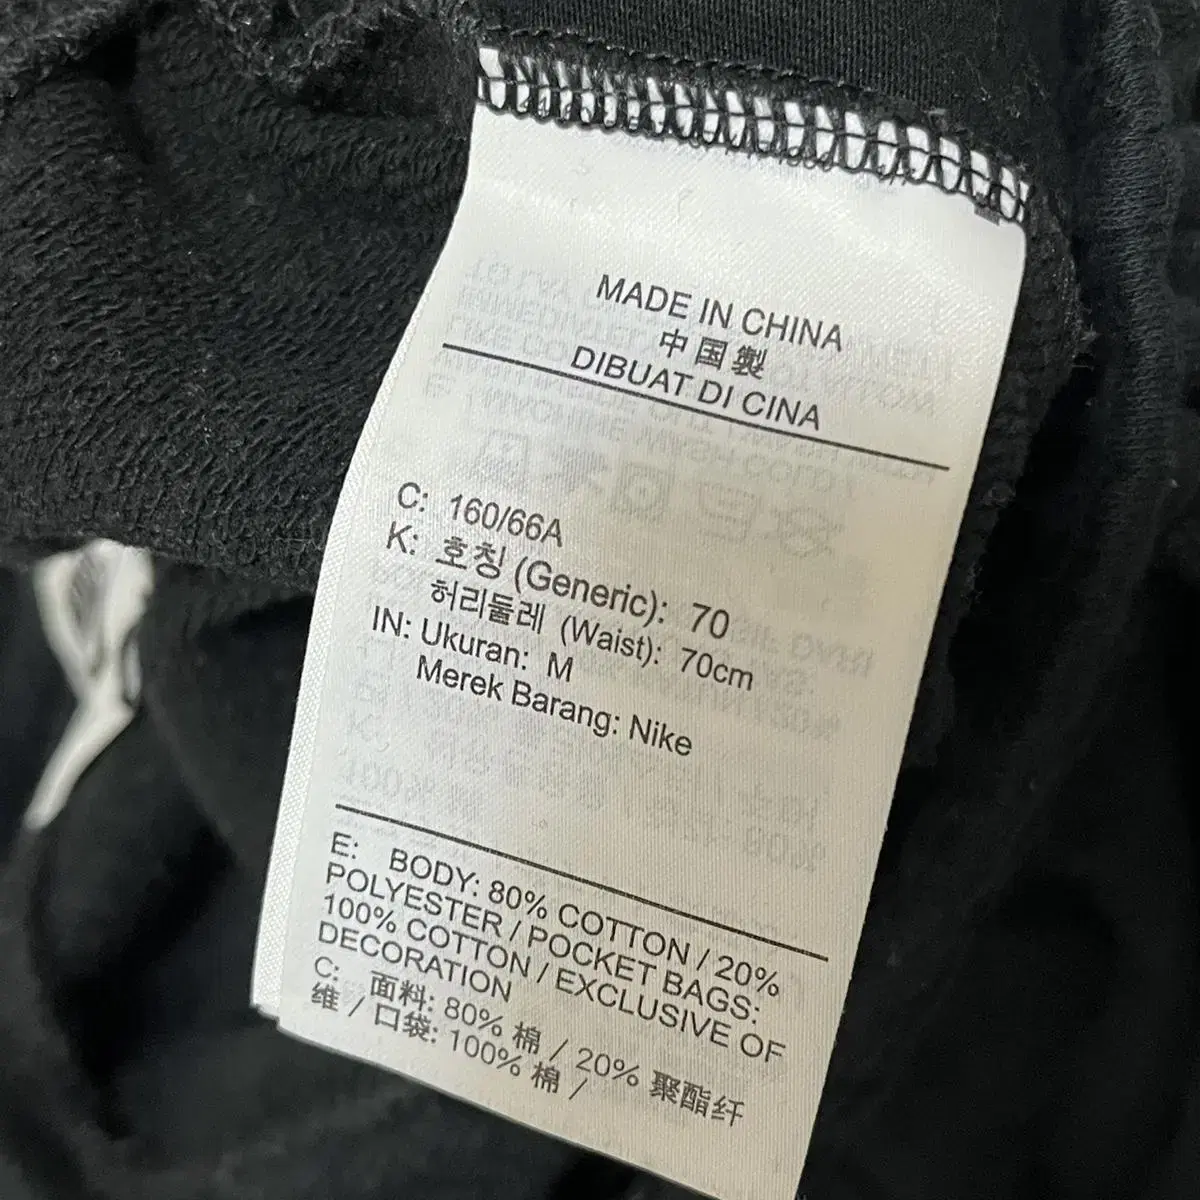 MADE IN CHINA
中国製
DIBUAT DI CINA
C: 160/66A
K: 호칭 (Generic): 70
허리둘레 (Waist): 70cm
IN: Ukuran: M
Merek Barang: Nike
E: BODY: 80% COTTON / 20%
POLYESTER / POCKET BAGS:
100% COTTON / EXCLUSIVE OF
DECORATION
C: 面料: 80% 棉 / 20% 聚酯纤
维 / 口袋: 100% 棉 /